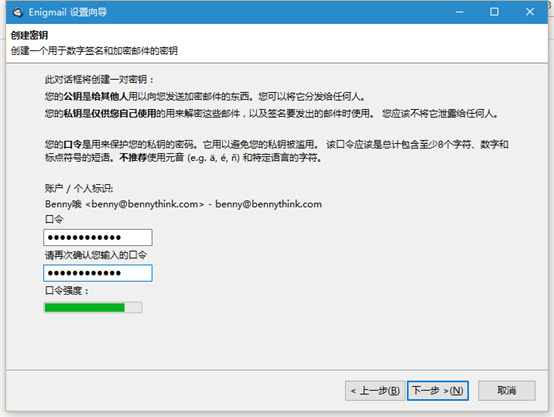 Enigmail 设置向导
创建密钥
创建一个用于数字签名和加密邮件的密钥
此对话框将创建一对密钥：
您的公钥是给其他人用以向您发送加密邮件的东西。您可以将它分发给任何人。
您的私钥是仅供您自己使用的用来解密这些邮件，以及签名要发出的邮件时使用。 您应该不将它泄露给任何人。
您的口令是用来保护您的私钥的密码。它用以避免您的私钥被滥用。 该口令应该是总计包含至少8个字符、数字和
标点符号的短语。不推荐使用元音 (e.g. ä, é, ñ) 和特定语言的字符。
账户 / 个人标识:
Benny哦 <benny@bennythink.com> - benny@bennythink.com
口令
●●●●●●●●●●●●
请再次确认您输入的口令
●●●●●●●●●●●●
口令强度：
< 上一步(B) 下一步 >(N) 取消